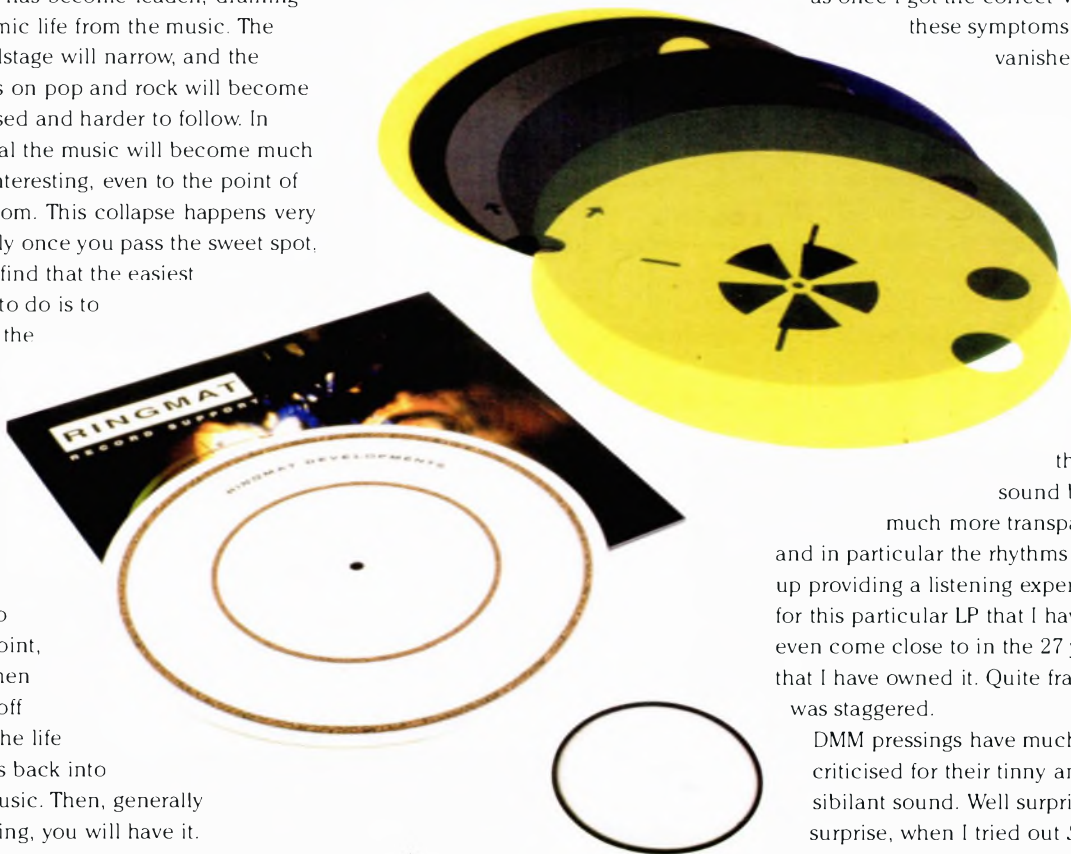 has become leaden, draining
mic life from the music. The
dstage will narrow, and the
s on pop and rock will become
sed and harder to follow. In
al the music will become much
nteresting, even to the point of
om. This collapse happens very
ly once you pass the sweet spot,
find that the easiest
to do is to
the
o
oint,
hen
off
he life
s back into
usic. Then, generally
ing, you will have it.
RINGMAT
RECORD SUPPORT
RINGMAT DEVELOPMENTS
as once I got the correct
these symptoms
vanishe
th
sound b
much more transpa
and in particular the rhythms
up providing a listening exper
for this particular LP that I hav
even come close to in the 27
that I have owned it. Quite fra
was staggered.
DMM pressings have much
criticised for their tinny an
sibilant sound. Well surpri
surprise, when I tried out